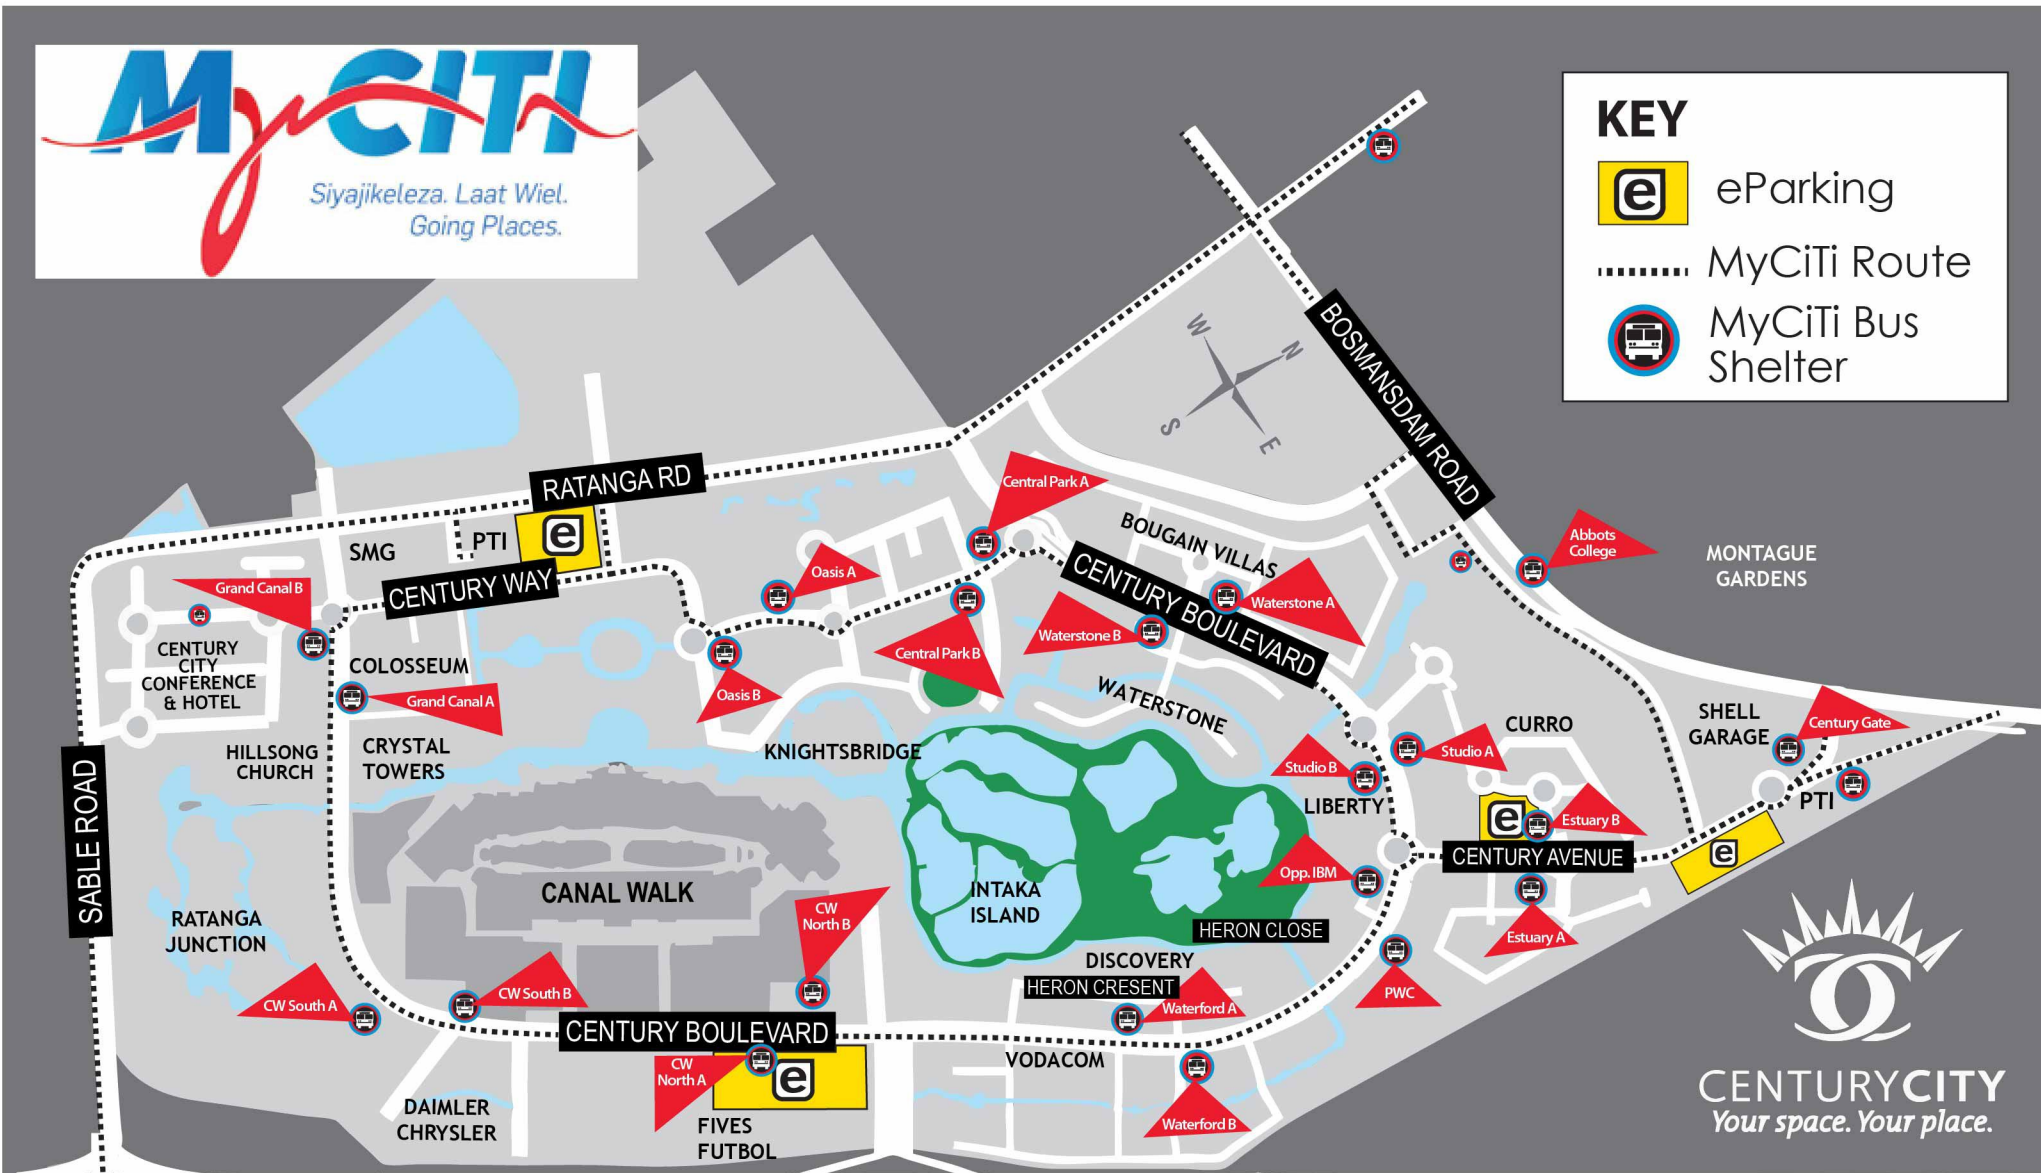 MyCiTi
Siyajikeleza. Laat Wiel.
Going Places.
KEY
e
eParking
MyCiTi Route
MyCiTi Bus
Shelter
W
N
S
E
BOSMANSDAM ROAD
RATANGA RD
Central Park A
BOUGAIN VILLAS
Abbots
College
MONTAGUE
GARDENS
SMG
PTI
e
CENTURY WAY
Grand Canal B
Oasis A
CENTURY BOULEVARD
Waterstone A
Waterstone B
CENTURY
CITY
CONFERENCE
& HOTEL
COLOSSEUM
Grand Canal A
Central Park B
Oasis B
WATERSTONE
CURRO
SHELL
GARAGE
Century Gate
HILLSONG
CHURCH
CRYSTAL
TOWERS
KNIGHTSBRIDGE
Studio A
Studio B
LIBERTY
PTI
e
Estuary B
SABLE ROAD
CENTURY AVENUE
e
CANAL WALK
INTAKA
ISLAND
Opp. IBM
RATANGA
JUNCTION
CW
North B
HERON CLOSE
Estuary A
DISCOVERY
HERON CRESENT
PWC
CW South A
CW South B
Waterford A
CENTURY BOULEVARD
VODACOM
CW
North A
e
Waterford B
DAIMLER
CHRYSLER
FIVES
FUTBOL
CENTURYCITY
Your space. Your place.